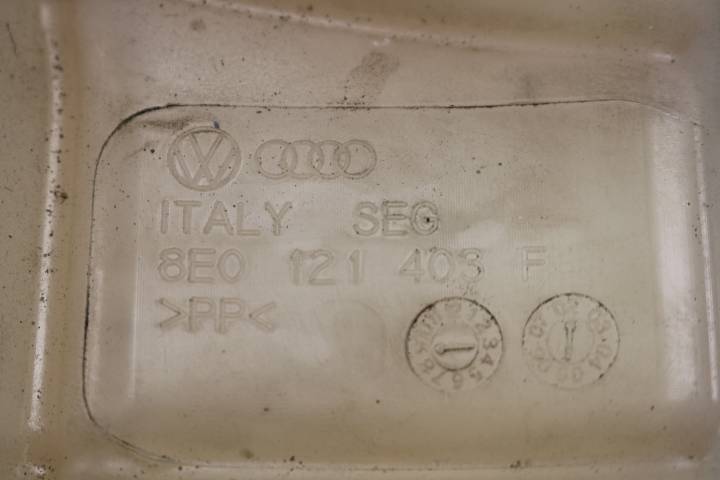 ITALY SEG
8E0 121 403 F
>PP<